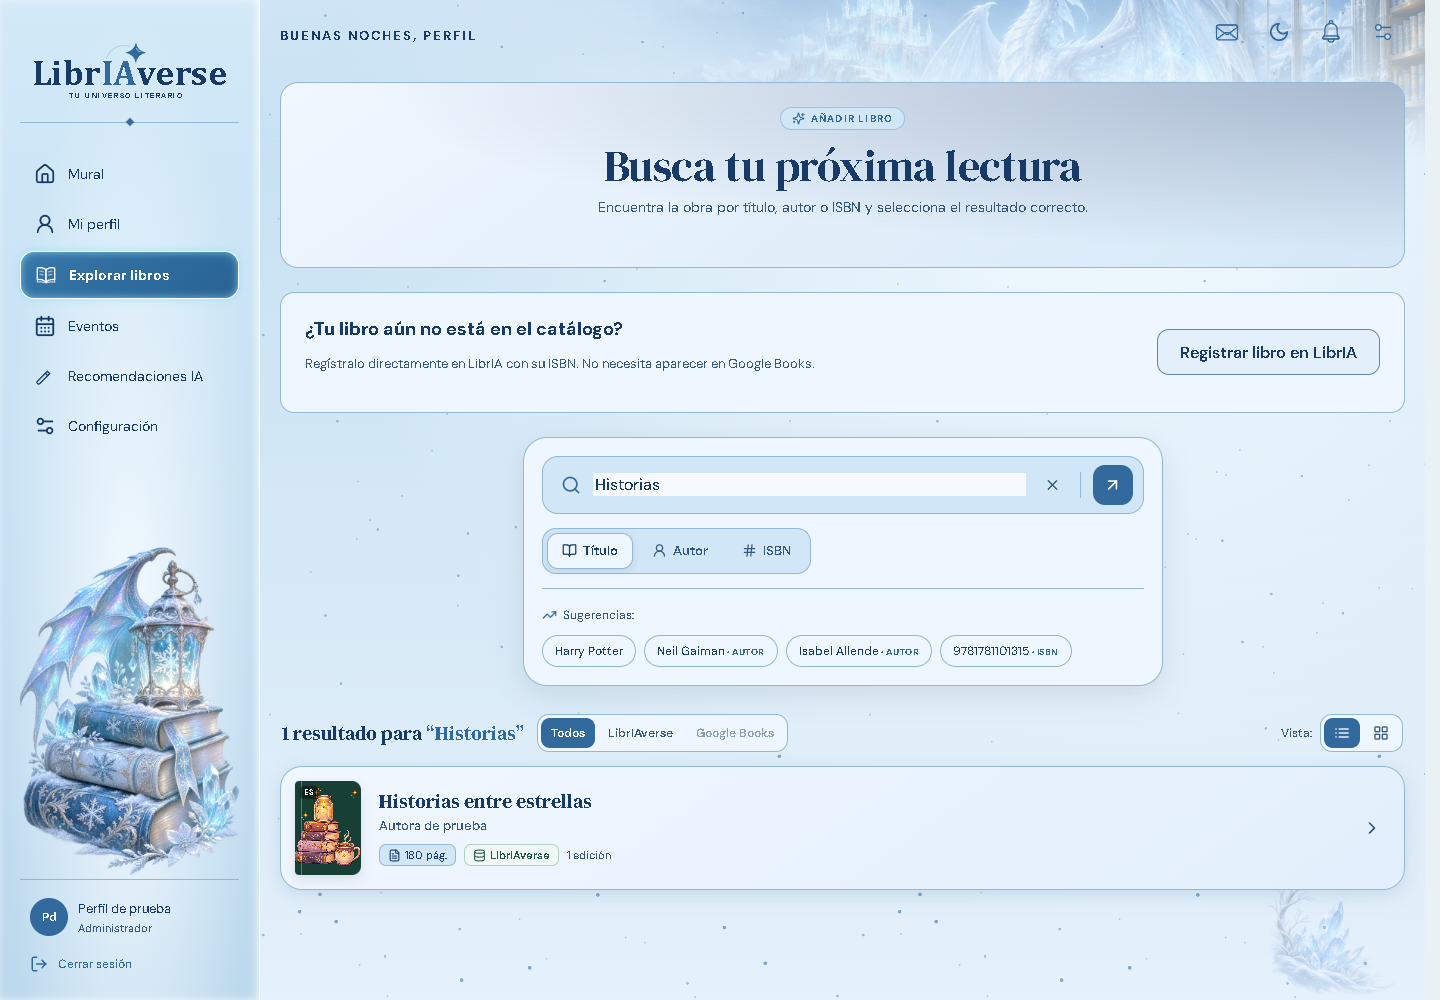 LibrIAverse
TU UNIVERSO LITERARIO
Mural
Mi perfil
Explorar libros
Eventos
Recomendaciones IA
Configuración
Pd
Perfil de prueba
Administrador
Cerrar sesión
BUENAS NOCHES, PERFIL
AÑADIR LIBRO
Busca tu próxima lectura
Encuentra la obra por título, autor o ISBN y selecciona el resultado correcto.
¿Tu libro aún no está en el catálogo?
Regístralo directamente en LibrIA con su ISBN. No necesita aparecer en Google Books.
Registrar libro en LibrIA
Historias
Título Autor ISBN
Sugerencias:
Harry Potter Neil Gaiman · AUTOR Isabel Allende · AUTOR 9781781101315 · ISBN
1 resultado para “Historias” Todos LibrIAverse Google Books Vista:
ES
Historias entre estrellas
Autora de prueba
180 pág. LibrIAverse 1 edición